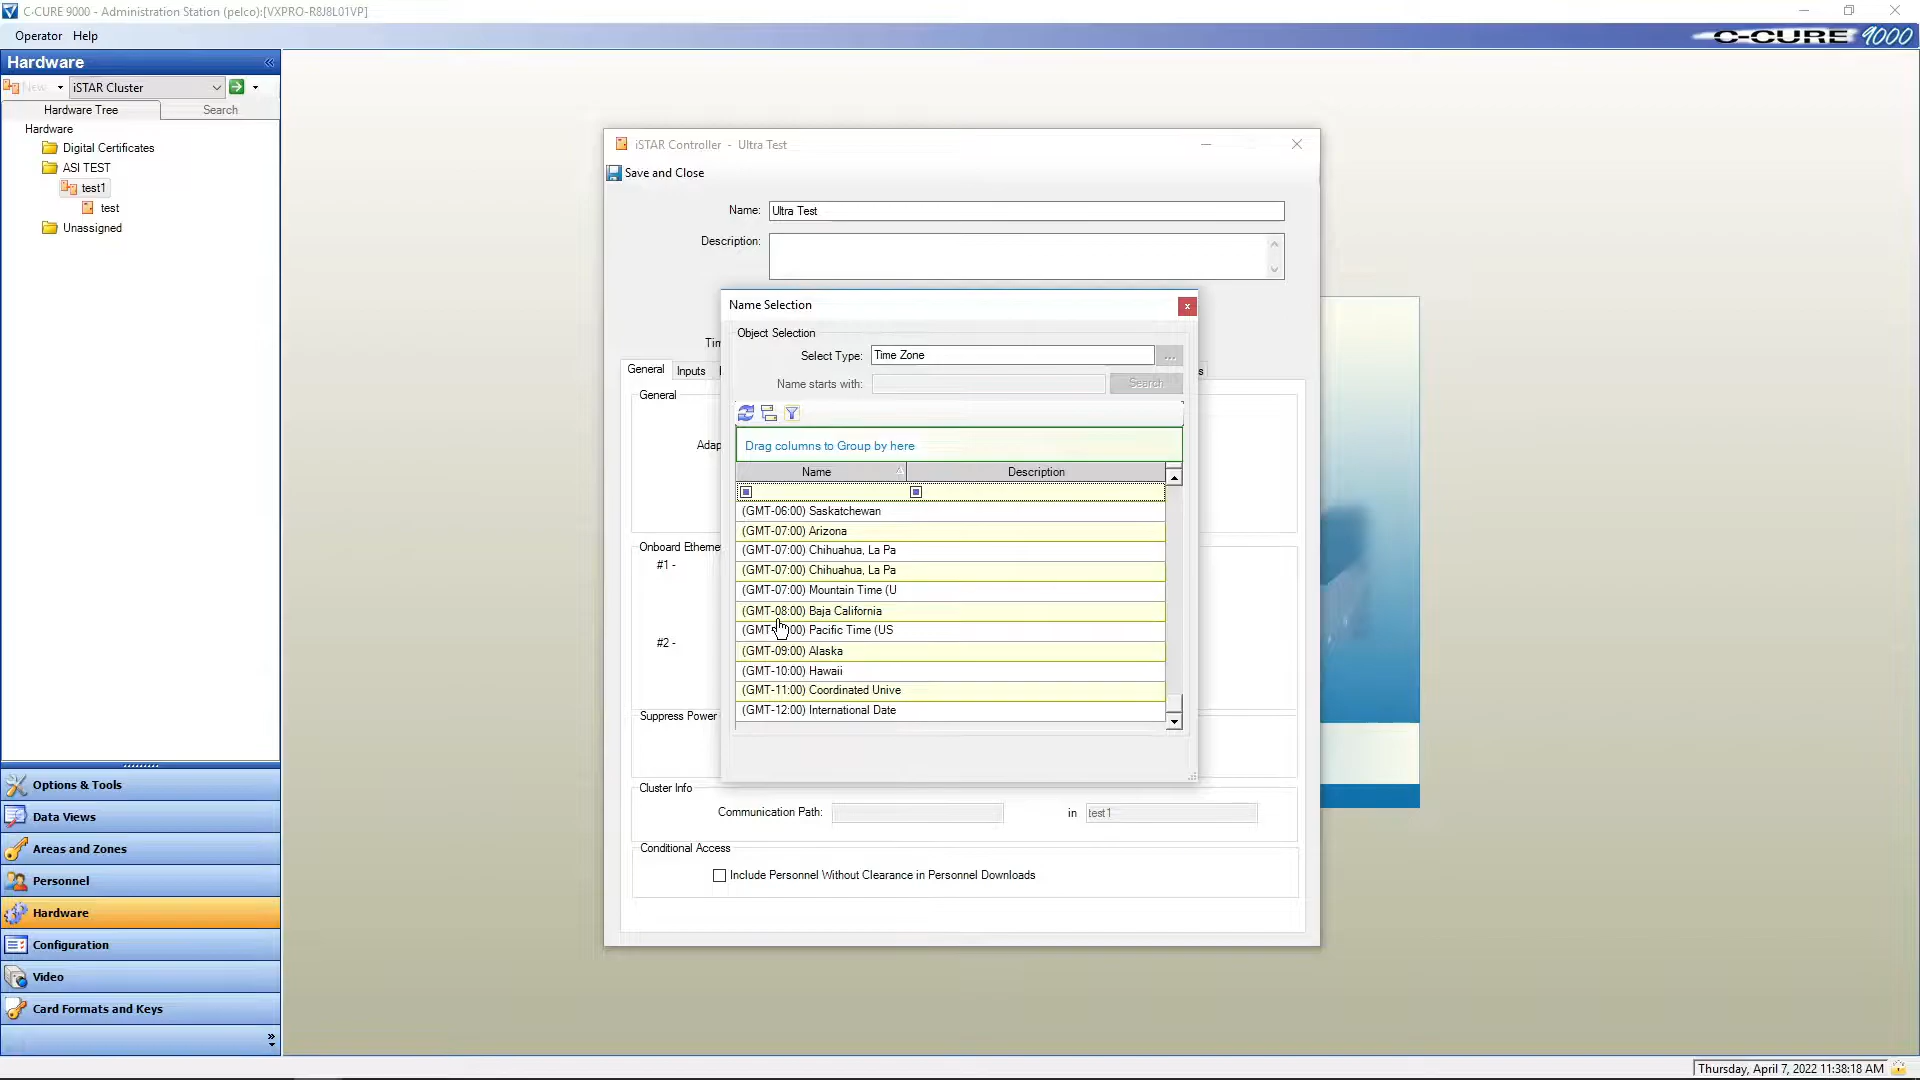 C•CURE 9000 - Administration Station (pelco):[VXPRO-R8J8L01VP]
Operator Help
C•CURE 9000
Hardware
New iSTAR Cluster
Hardware Tree Search
Hardware
Digital Certificates
ASI TEST
test1
test
Unassigned
Options & Tools
Data Views
Areas and Zones
Personnel
Hardware
Configuration
Video
Card Formats and Keys
iSTAR Controller - Ultra Test
Save and Close
Name: Ultra Test
Description:
Tim
General Inputs
s
General
Adap
Onboard Etherne
#1 -
#2 -
Suppress Power
Cluster Info
Communication Path: in test1
Conditional Access
Include Personnel Without Clearance in Personnel Downloads
Name Selection
x
Object Selection
Select Type: Time Zone ...
Name starts with: Search
Drag columns to Group by here
Name Description
(GMT-06:00) Saskatchewan
(GMT-07:00) Arizona
(GMT-07:00) Chihuahua, La Pa
(GMT-07:00) Chihuahua, La Pa
(GMT-07:00) Mountain Time (U
(GMT-08:00) Baja California
Pacific Time (US
(GMT-09:00) Alaska
(GMT-10:00) Hawaii
(GMT-11:00) Coordinated Unive
(GMT-12:00) International Date
Thursday, April 7, 2022 11:38:18 AM